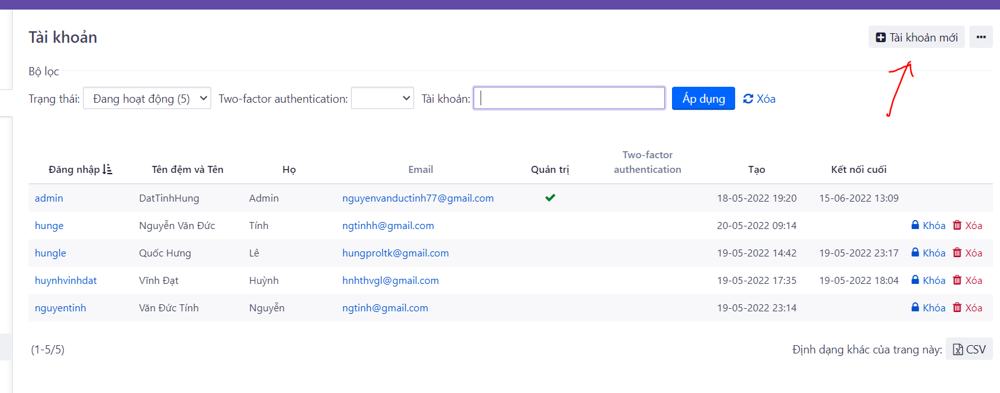 Tài khoản
Tài khoản mới
Bộ lọc
Trạng thái: Đang hoạt động (5) Two-factor authentication: Tài khoản: Áp dụng Xóa
Đăng nhập Tên đệm và Tên Họ Email Quản trị Two-factor authentication Tạo Kết nối cuối
admin DatTinhHung Admin nguyenvanductinh77@gmail.com 18-05-2022 19:20 15-06-2022 13:09
hunge Nguyễn Văn Đức Tính ngtinhh@gmail.com 20-05-2022 09:14 Khóa Xóa
hungle Quốc Hưng Lê hungproltk@gmail.com 19-05-2022 14:42 19-05-2022 23:17 Khóa Xóa
huynhvinhdat Vĩnh Đạt Huỳnh hnhthvgl@gmail.com 19-05-2022 17:35 19-05-2022 18:04 Khóa Xóa
nguyentinh Văn Đức Tính Nguyễn ngtinh@gmail.com 19-05-2022 23:14 Khóa Xóa
(1-5/5)
Định dạng khác của trang này: CSV